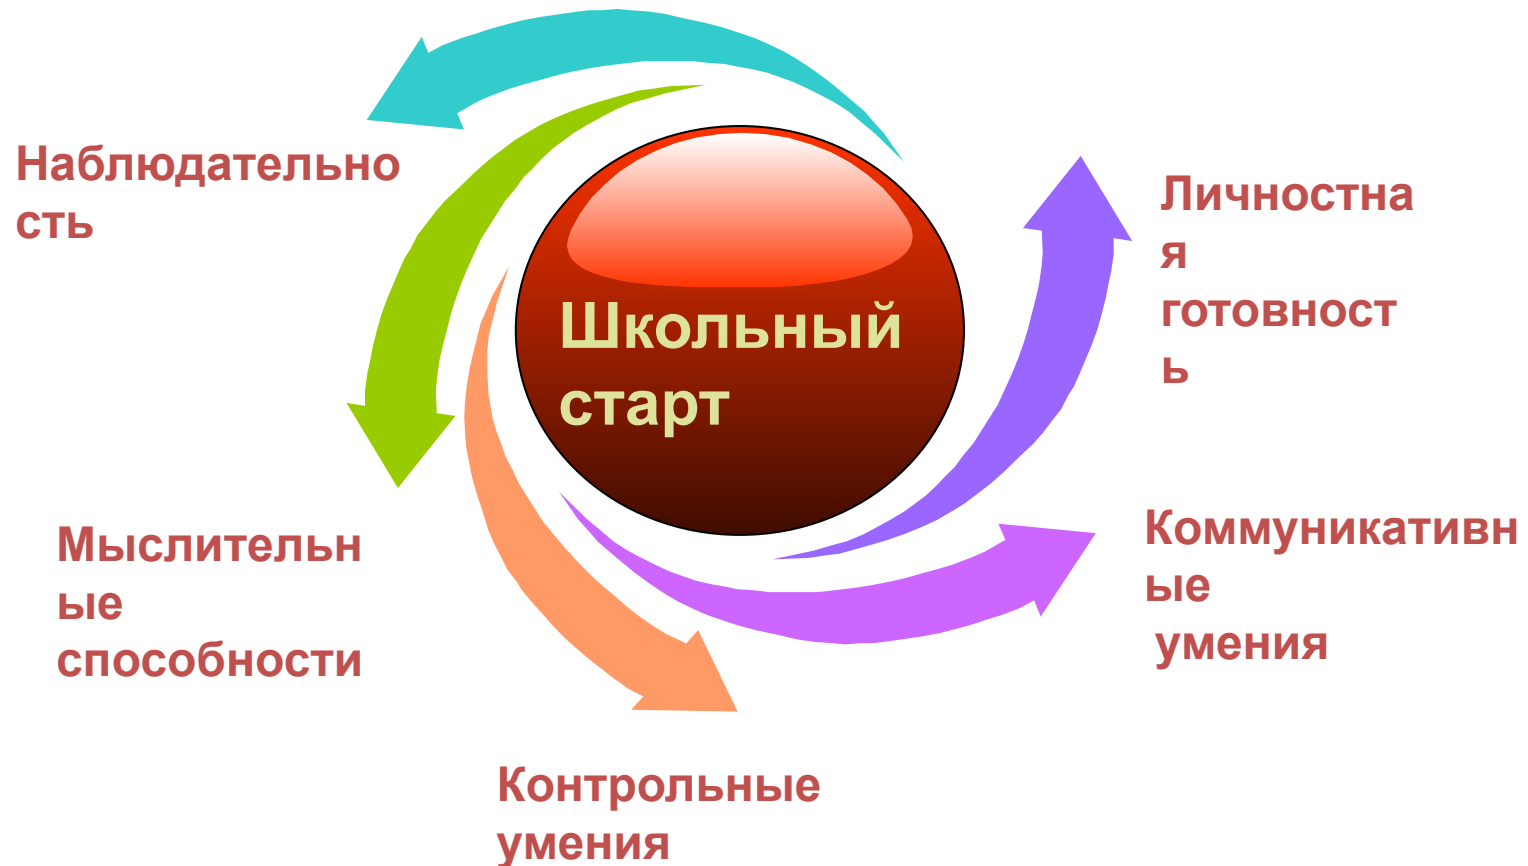 Наблюдательно
сть
Личностна
я
готовност
ь
Школьный
старт
Мыслительн
ые
способности
Коммуникативн
ые
умения
Контрольные
умения